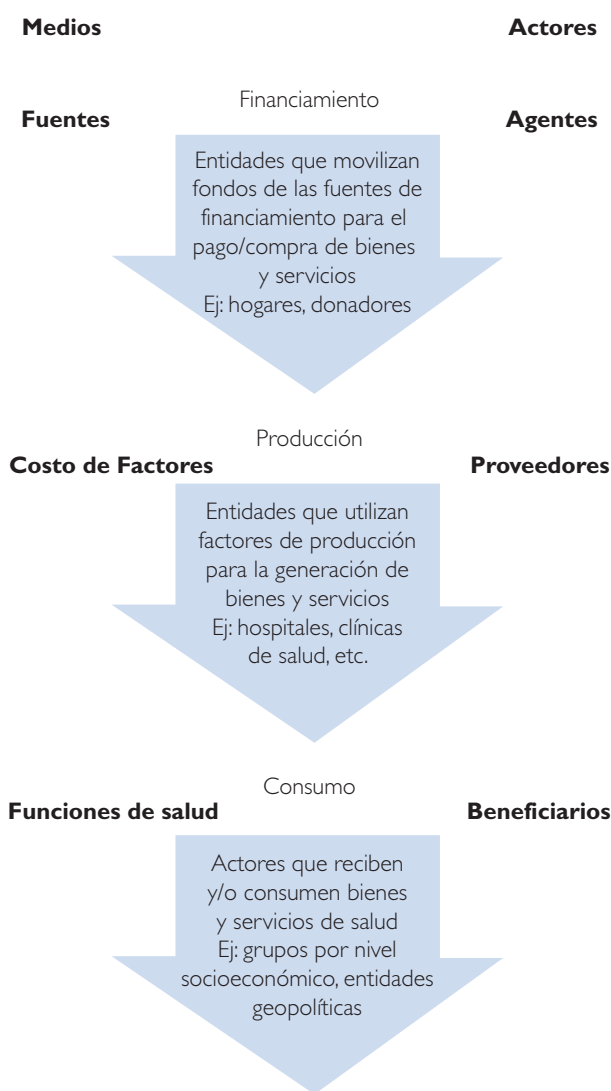 Medios
Actores
Financiamiento
Fuentes
Agentes
Entidades que movilizan
fondos de las fuentes de
financiamiento para el
pago/compra de bienes
y servicios
Ej: hogares, donadores
Producción
Costo de Factores
Proveedores
Entidades que utilizan
factores de producción
para la generación de
bienes y servicios
Ej: hospitales, clínicas
de salud, etc.
Consumo
Funciones de salud
Beneficiarios
Actores que reciben
y/o consumen bienes
y servicios de salud
Ej: grupos por nivel
socioeconómico, entidades
geopolíticas